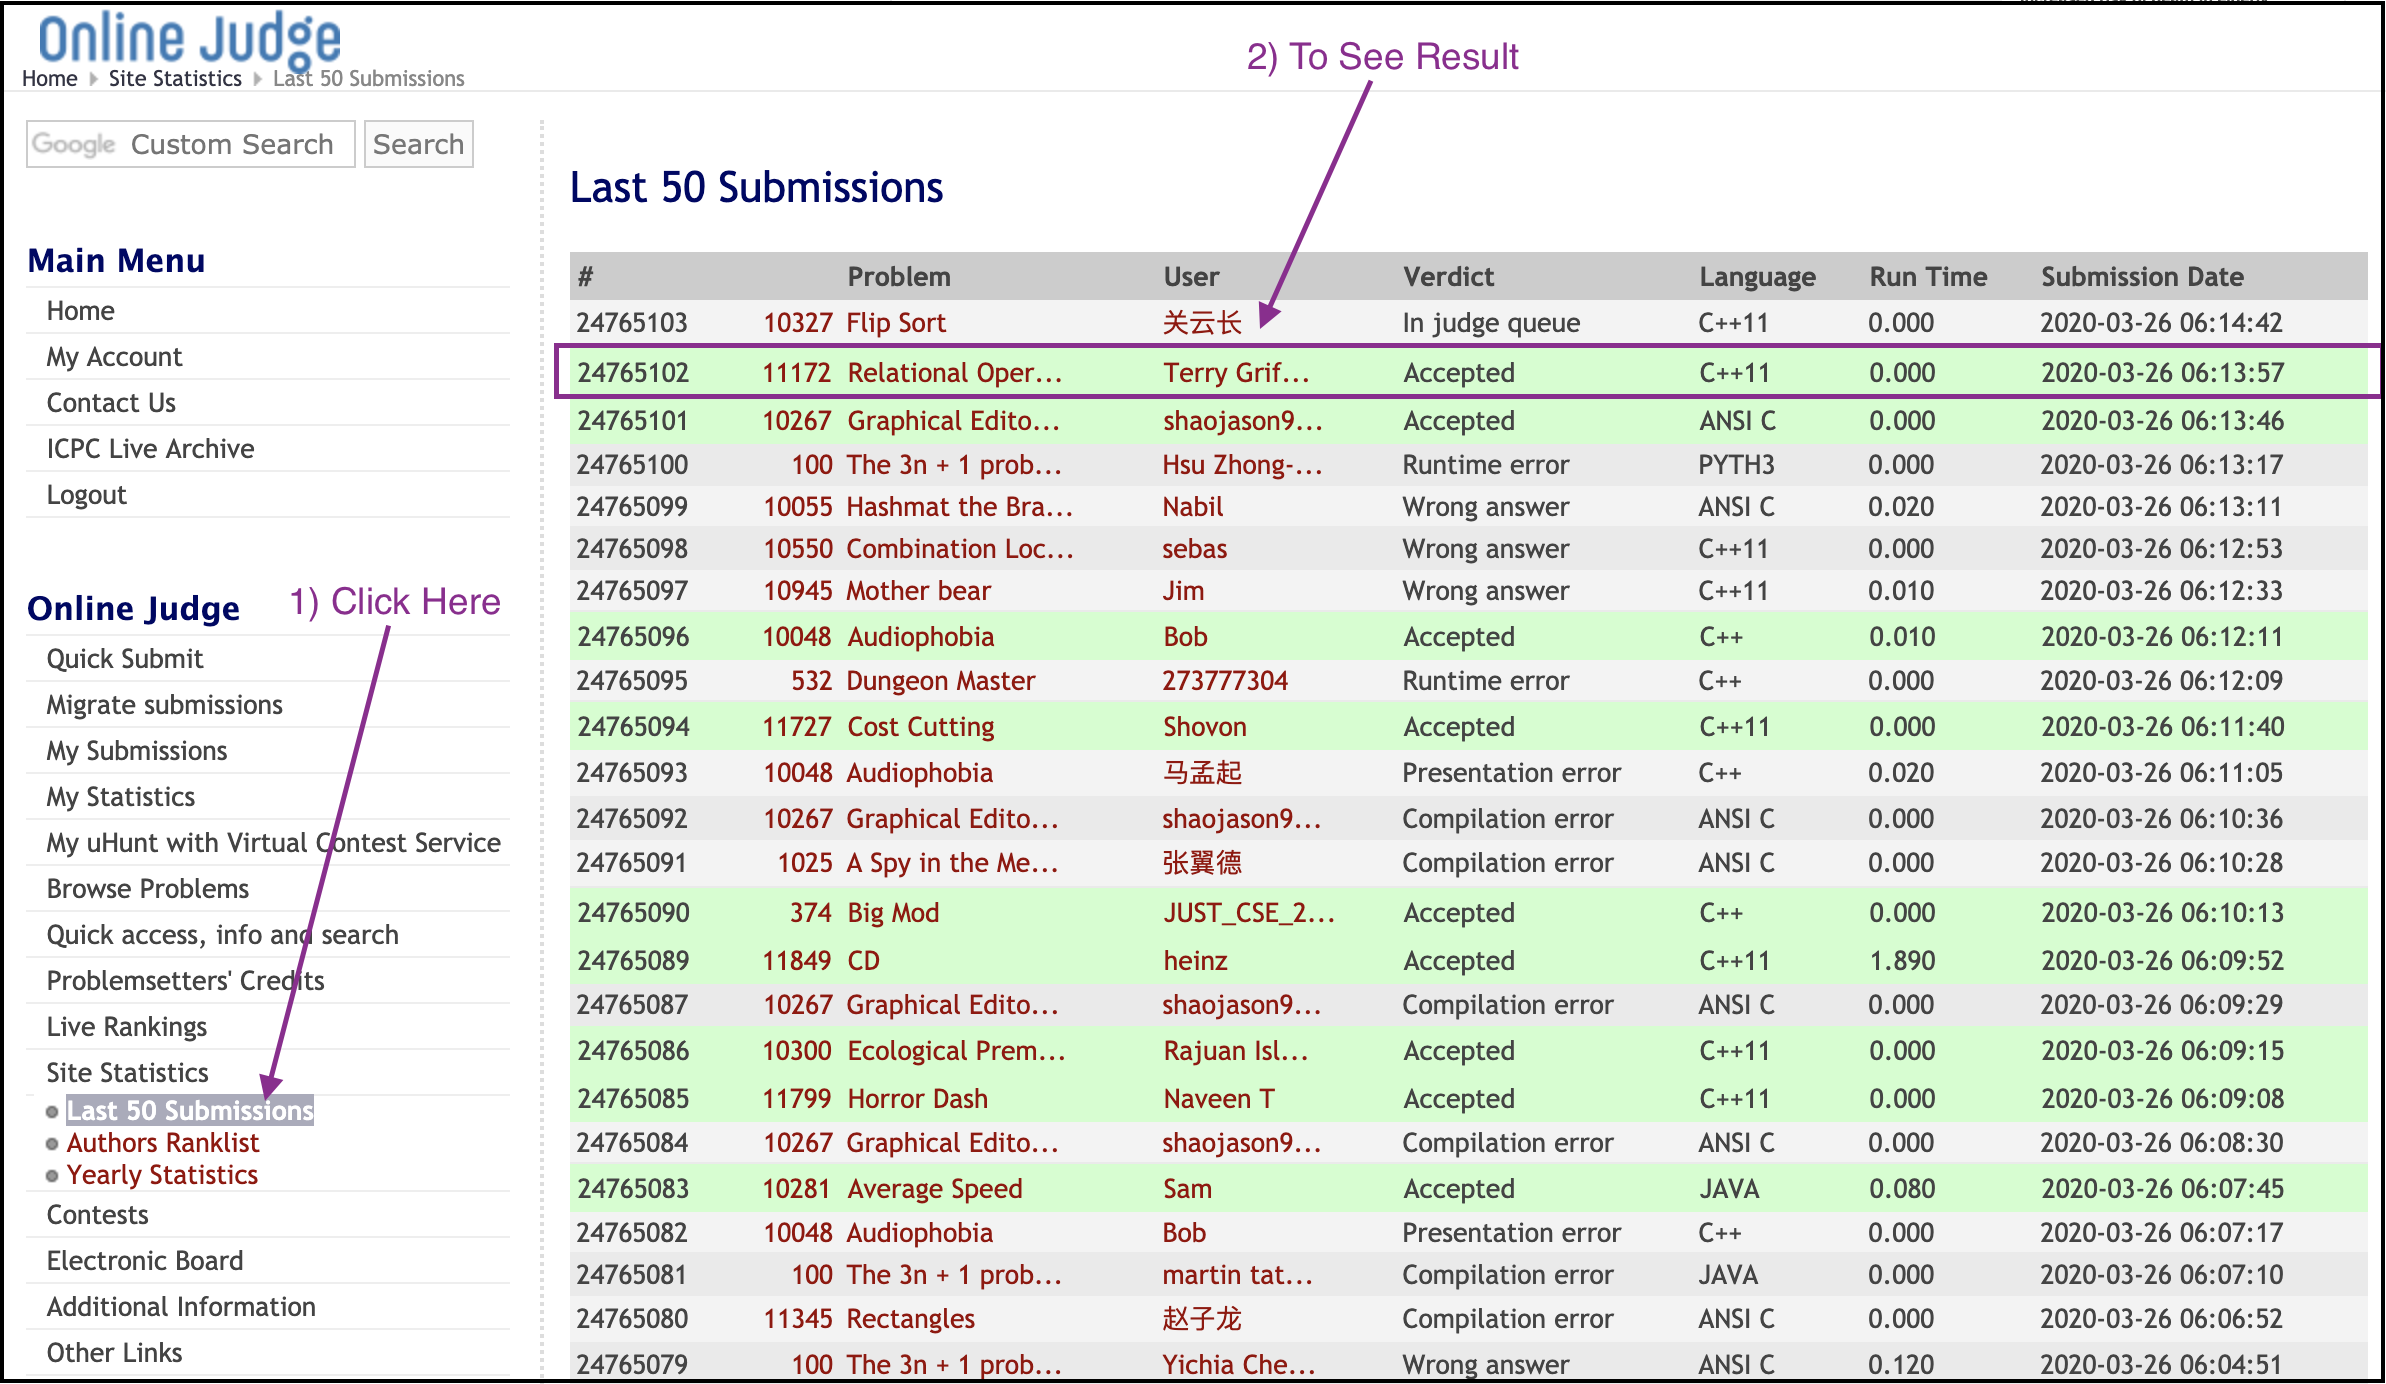 Online Judge
Home Site Statistics Last 50 Submissions
2) To See Result
Google Custom Search Search
Last 50 Submissions
Main Menu
Home
My Account
Contact Us
ICPC Live Archive
Logout
1) Click Here
Online Judge
Quick Submit
Migrate submissions
My Submissions
My Statistics
My uHunt with Virtual Contest Service
Browse Problems
Quick access, info and search
Problemsetters' Credits
Live Rankings
Site Statistics
Last 50 Submissions
Authors Ranklist
Yearly Statistics
Contests
Electronic Board
Additional Information
Other Links
# Problem User Verdict Language Run Time Submission Date
24765103 10327 Flip Sort 关云长 In judge queue C++11 0.000 2020-03-26 06:14:42
24765102 11172 Relational Oper... Terry Grif... Accepted C++11 0.000 2020-03-26 06:13:57
24765101 10267 Graphical Edito... shaojason9... Accepted ANSI C 0.000 2020-03-26 06:13:46
24765100 100 The 3n + 1 prob... Hsu Zhong-... Runtime error PYTH3 0.000 2020-03-26 06:13:17
24765099 10055 Hashmat the Bra... Nabil Wrong answer ANSI C 0.020 2020-03-26 06:13:11
24765098 10550 Combination Loc... sebas Wrong answer C++11 0.000 2020-03-26 06:12:53
24765097 10945 Mother bear Jim Wrong answer C++11 0.010 2020-03-26 06:12:33
24765096 10048 Audiophobia Bob Accepted C++ 0.010 2020-03-26 06:12:11
24765095 532 Dungeon Master 273777304 Runtime error C++ 0.000 2020-03-26 06:12:09
24765094 11727 Cost Cutting Shovon Accepted C++11 0.000 2020-03-26 06:11:40
24765093 10048 Audiophobia 马孟起 Presentation error C++ 0.020 2020-03-26 06:11:05
24765092 10267 Graphical Edito... shaojason9... Compilation error ANSI C 0.000 2020-03-26 06:10:36
24765091 1025 A Spy in the Me... 张翼德 Compilation error ANSI C 0.000 2020-03-26 06:10:28
24765090 374 Big Mod JUST_CSE_2... Accepted C++ 0.000 2020-03-26 06:10:13
24765089 11849 CD heinz Accepted C++11 1.890 2020-03-26 06:09:52
24765087 10267 Graphical Edito... shaojason9... Compilation error ANSI C 0.000 2020-03-26 06:09:29
24765086 10300 Ecological Prem... Rajuan Isl... Accepted C++11 0.000 2020-03-26 06:09:15
24765085 11799 Horror Dash Naveen T Accepted C++11 0.000 2020-03-26 06:09:08
24765084 10267 Graphical Edito... shaojason9... Compilation error ANSI C 0.000 2020-03-26 06:08:30
24765083 10281 Average Speed Sam Accepted JAVA 0.080 2020-03-26 06:07:45
24765082 10048 Audiophobia Bob Presentation error C++ 0.000 2020-03-26 06:07:17
24765081 100 The 3n + 1 prob... martin tat... Compilation error JAVA 0.000 2020-03-26 06:07:10
24765080 11345 Rectangles 赵子龙 Compilation error ANSI C 0.000 2020-03-26 06:06:52
24765079 100 The 3n + 1 prob... Yichia Che... Wrong answer ANSI C 0.120 2020-03-26 06:04:51